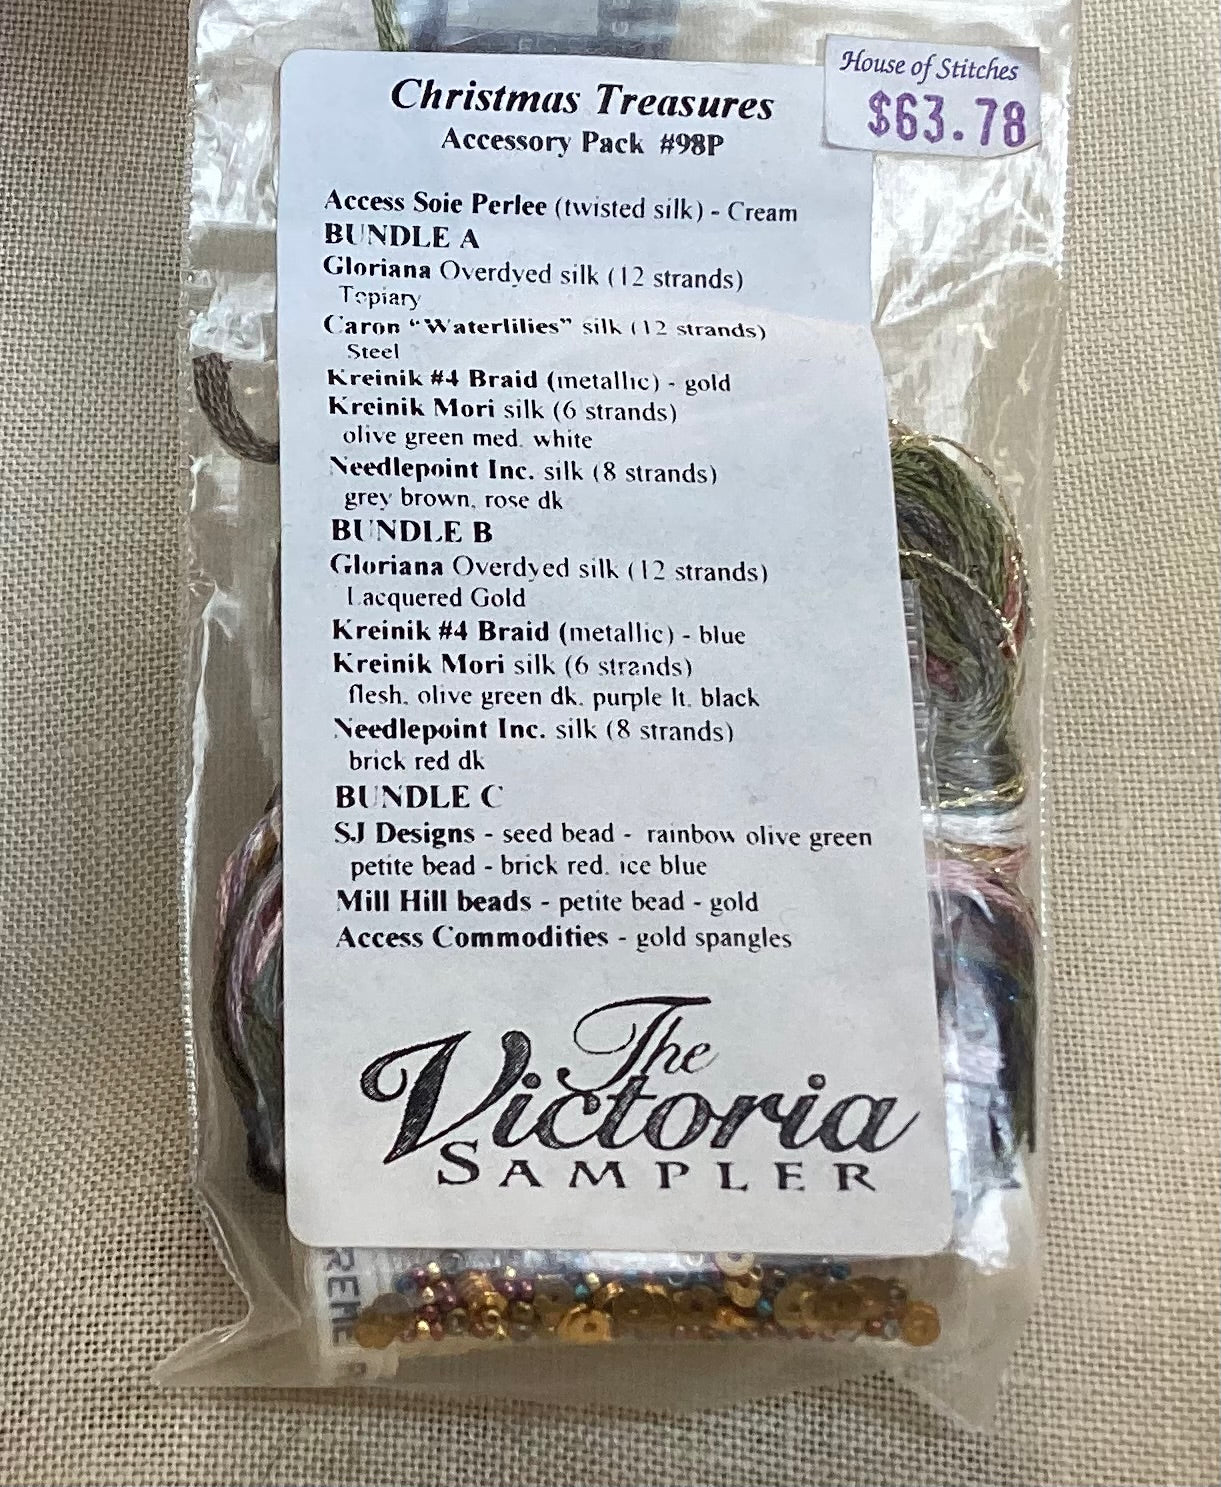 Christmas Treasures
Accessory Pack #98P
House of Stitches
$63.78
Access Soie Perlee (twisted silk) - Cream
BUNDLE A
Gloriana Overdyed silk (12 strands)
Topiary
Caron "Waterlilies" silk (12 strands)
Steel
Kreinik #4 Braid (metallic) - gold
Kreinik Mori silk (6 strands)
olive green med. white
Needlepoint Inc. silk (8 strands)
grey brown, rose dk
BUNDLE B
Gloriana Overdyed silk (12 strands)
Lacquered Gold
Kreinik #4 Braid (metallic) - blue
Kreinik Mori silk (6 strands)
flesh, olive green dk. purple lt. black
Needlepoint Inc. silk (8 strands)
brick red dk
BUNDLE C
SJ Designs - seed bead - rainbow olive green
petite bead - brick red. ice blue
Mill Hill beads - petite bead - gold
Access Commodities - gold spangles
The
Victoria
SAMPLER